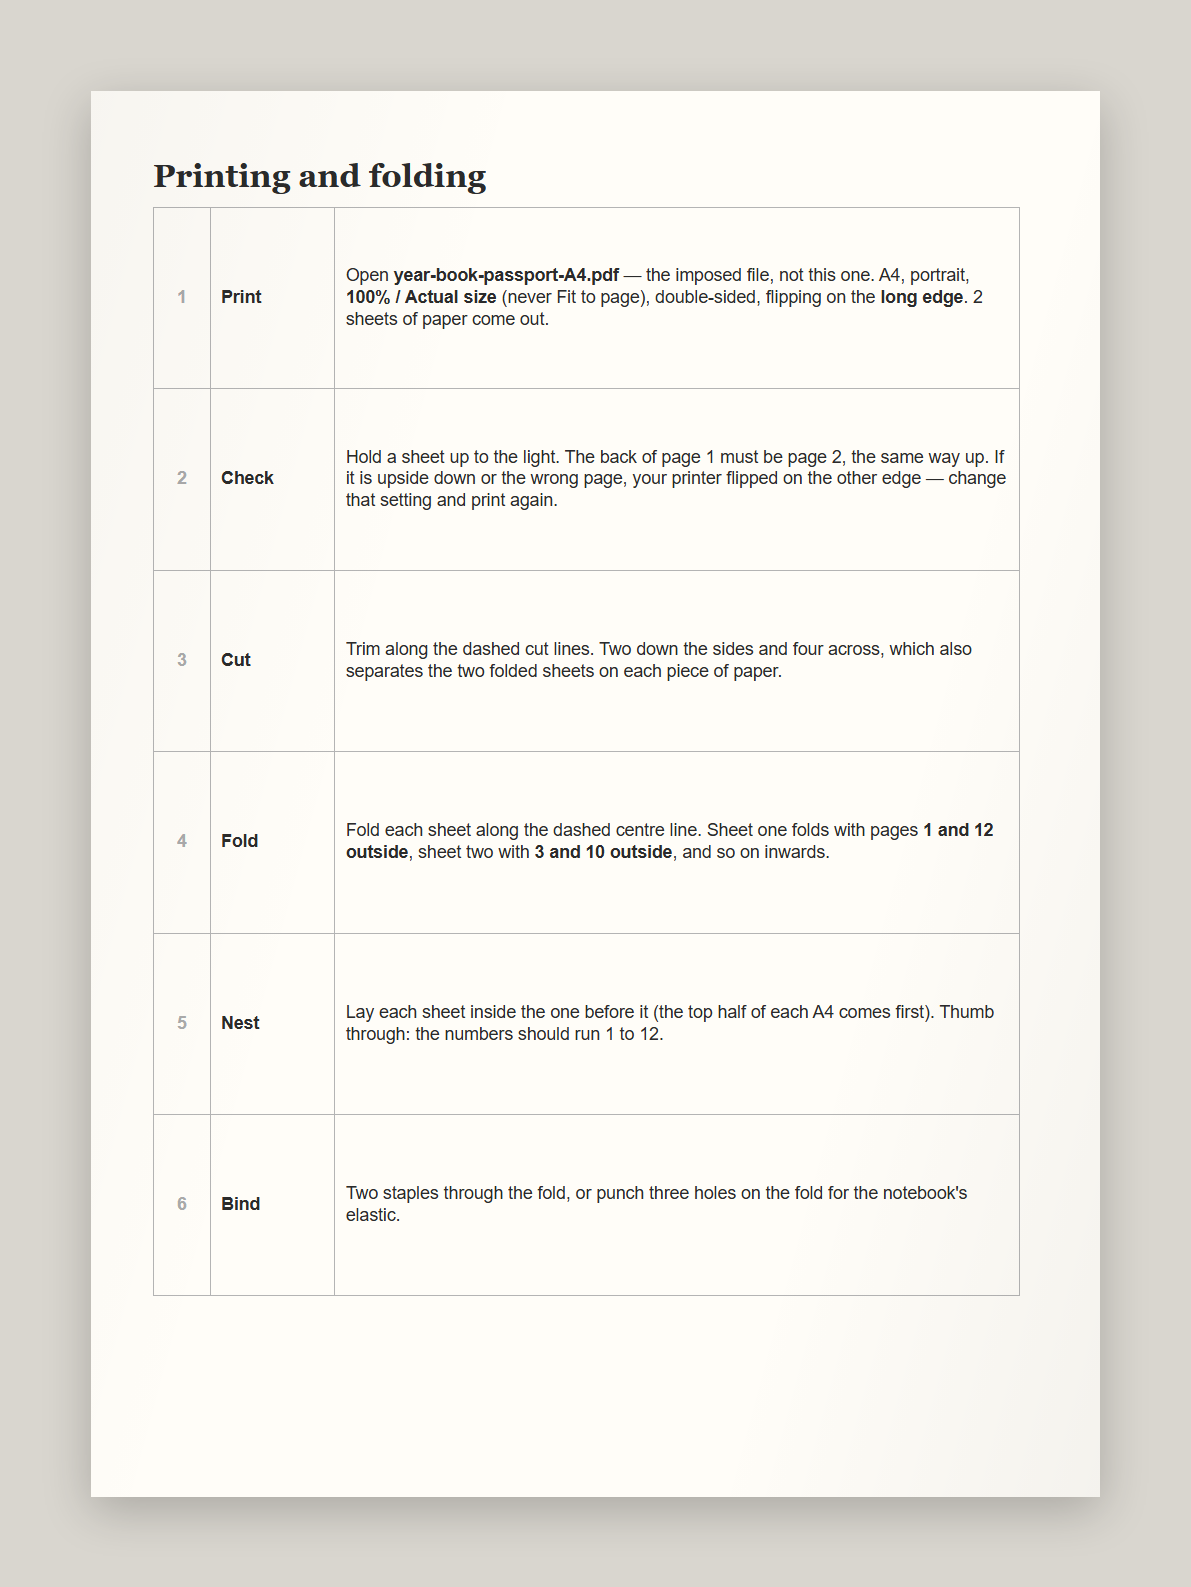 Printing and folding
1 Print Open year-book-passport-A4.pdf — the imposed file, not this one. A4, portrait,
100% / Actual size (never Fit to page), double-sided, flipping on the long edge. 2
sheets of paper come out.
2 Check Hold a sheet up to the light. The back of page 1 must be page 2, the same way up. If
it is upside down or the wrong page, your printer flipped on the other edge — change
that setting and print again.
3 Cut Trim along the dashed cut lines. Two down the sides and four across, which also
separates the two folded sheets on each piece of paper.
4 Fold Fold each sheet along the dashed centre line. Sheet one folds with pages 1 and 12
outside, sheet two with 3 and 10 outside, and so on inwards.
5 Nest Lay each sheet inside the one before it (the top half of each A4 comes first). Thumb
through: the numbers should run 1 to 12.
6 Bind Two staples through the fold, or punch three holes on the fold for the notebook's
elastic.